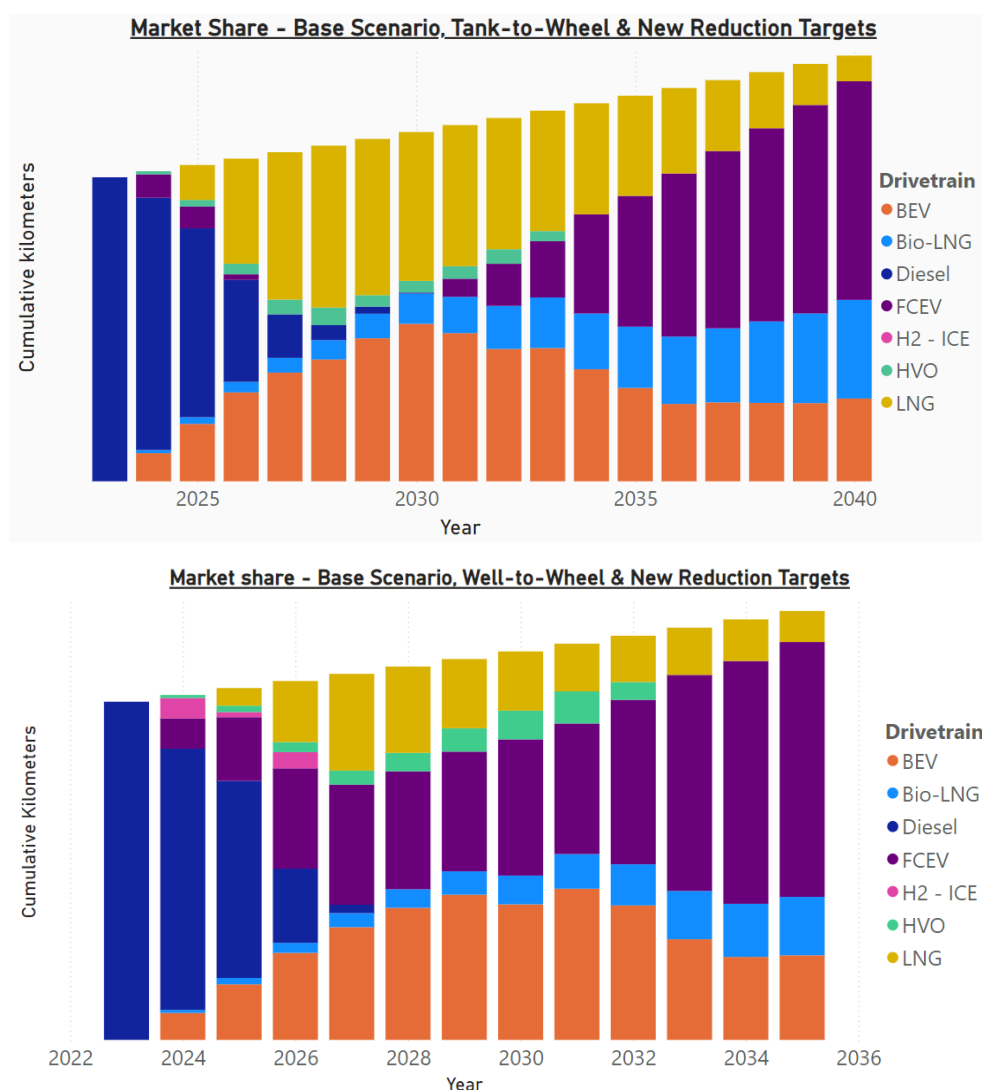 Market Share - Base Scenario, Tank-to-Wheel & New Reduction Targets
Cumulative kilometers
Drivetrain
BEV
Bio-LNG
Diesel
FCEV
H2 - ICE
HVO
LNG
2025 2030 2035 2040
Year
Market share - Base Scenario, Well-to-Wheel & New Reduction Targets
Cumulative Kilometers
Drivetrain
BEV
Bio-LNG
Diesel
FCEV
H2 - ICE
HVO
LNG
2022 2024 2026 2028 2030 2032 2034 2036
Year